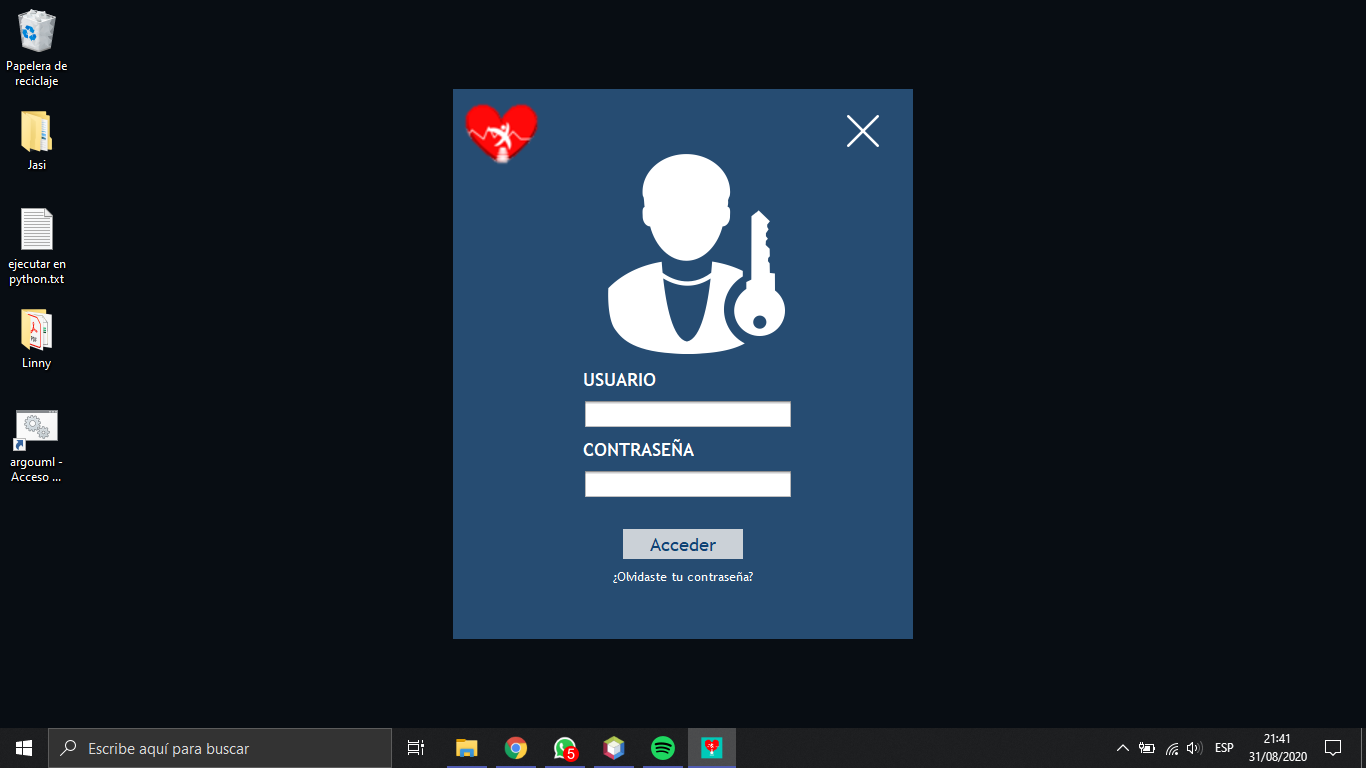 Papelera de
reciclaje
Jasi
ejecutar en
python.txt
Linny
argouml -
Acceso ...
USUARIO
CONTRASEÑA
Acceder
¿Olvidaste tu contraseña?
Escribe aquí para buscar
5
ESP
21:41
31/08/2020